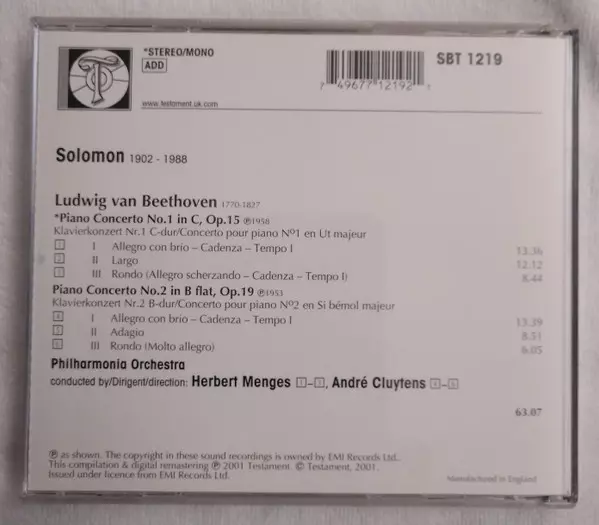 *STEREO/MONO
ADD
www.testament.uk.com
7 49677 12192 1
SBT 1219
Solomon 1902 - 1988
Ludwig van Beethoven 1770-1827
*Piano Concerto No.1 in C, Op.15 ℗1958
Klavierkonzert Nr.1 C-dur/Concerto pour piano Nº1 en Ut majeur
1 I Allegro con brio – Cadenza – Tempo I 13.36
2 II Largo 12.12
3 III Rondo (Allegro scherzando – Cadenza – Tempo I) 8.44
Piano Concerto No.2 in B flat, Op.19 ℗1953
Klavierkonzert Nr.2 B-dur/Concerto pour piano Nº2 en Si bémol majeur
4 I Allegro con brio – Cadenza – Tempo I 13.39
5 II Adagio 8.51
6 III Rondo (Molto allegro) 6.05
Philharmonia Orchestra
conducted by/Dirigent/direction: Herbert Menges 1–3, André Cluytens 4–6
63.07
℗ as shown. The copyright in these sound recordings is owned by EMI Records Ltd.
This compilation & digital remastering ℗ 2001 Testament. © Testament, 2001.
Issued under licence from EMI Records Ltd.
Manufactured in England